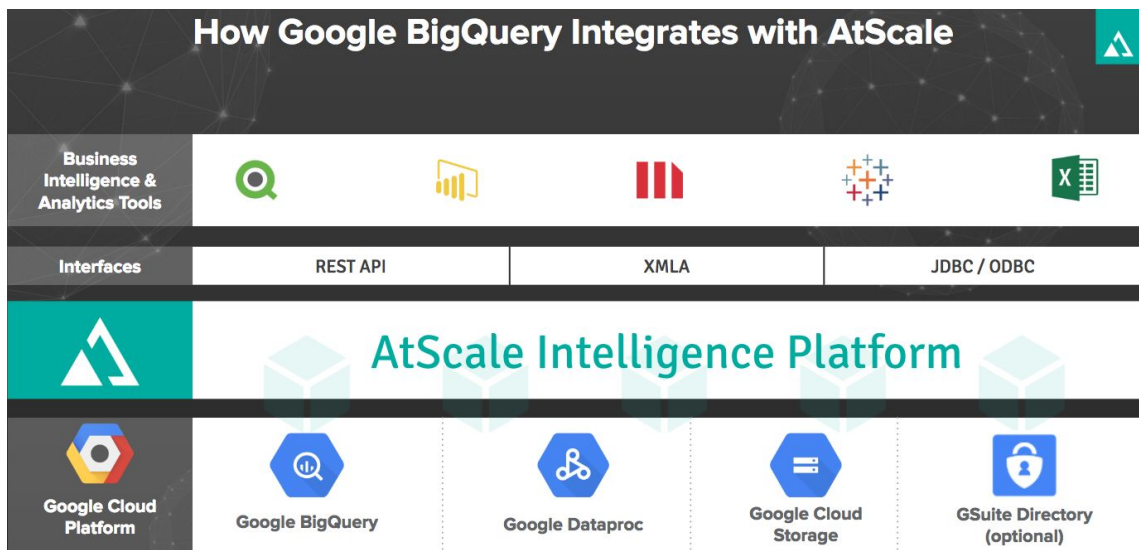 How Google BigQuery Integrates with AtScale
Business
Intelligence &
Analytics Tools
X
Interfaces
REST API
XMLA
JDBC / ODBC
AtScale Intelligence Platform
Google Cloud
Platform
Google BigQuery
Google Dataproc
Google Cloud
Storage
GSuite Directory
(optional)